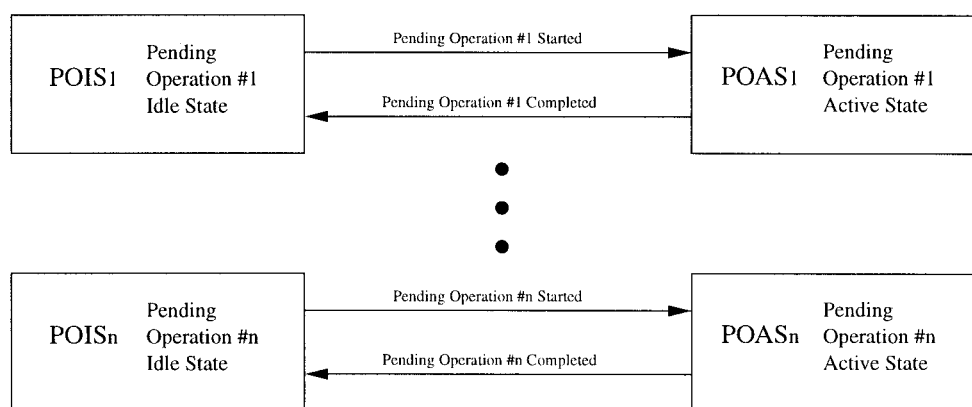 Pending Operation #1 Started
POIS1
Pending
Operation #1
Idle State
Pending Operation #1 Completed
POAS1
Pending
Operation #1
Active State
Pending Operation #n Started
POISn
Pending
Operation #n
Idle State
Pending Operation #n Completed
POASn
Pending
Operation #n
Active State